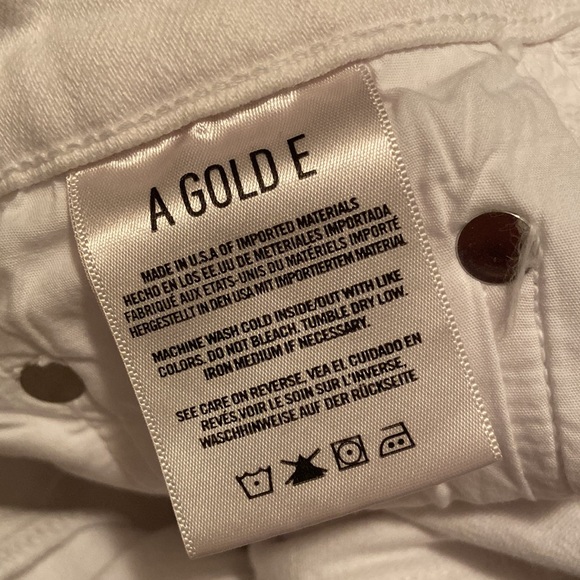 A GOLD E
MADE IN U.S.A OF IMPORTED MATERIALS
HECHO EN LOS EE.UU DE METERIALES IMPORTADA
FABRIQUÉ AUX ETATS-UNIS DU MATÉRIELS IMPORTÉ
HERGESTELLT IN DEN USA MIT IMPORTIERTEM MATERIAL
MACHINE WASH COLD INSIDE/OUT WITH LIKE
COLORS. DO NOT BLEACH, TUMBLE DRY LOW.
IRON MEDIUM IF NECESSARY.
SEE CARE ON REVERSE. VEA EL CUIDADO EN
REVÉS. VOIR LE SOIN SUR L'INVERSE.
WASCHHINWEISE AUF DER RÜCKSEITE